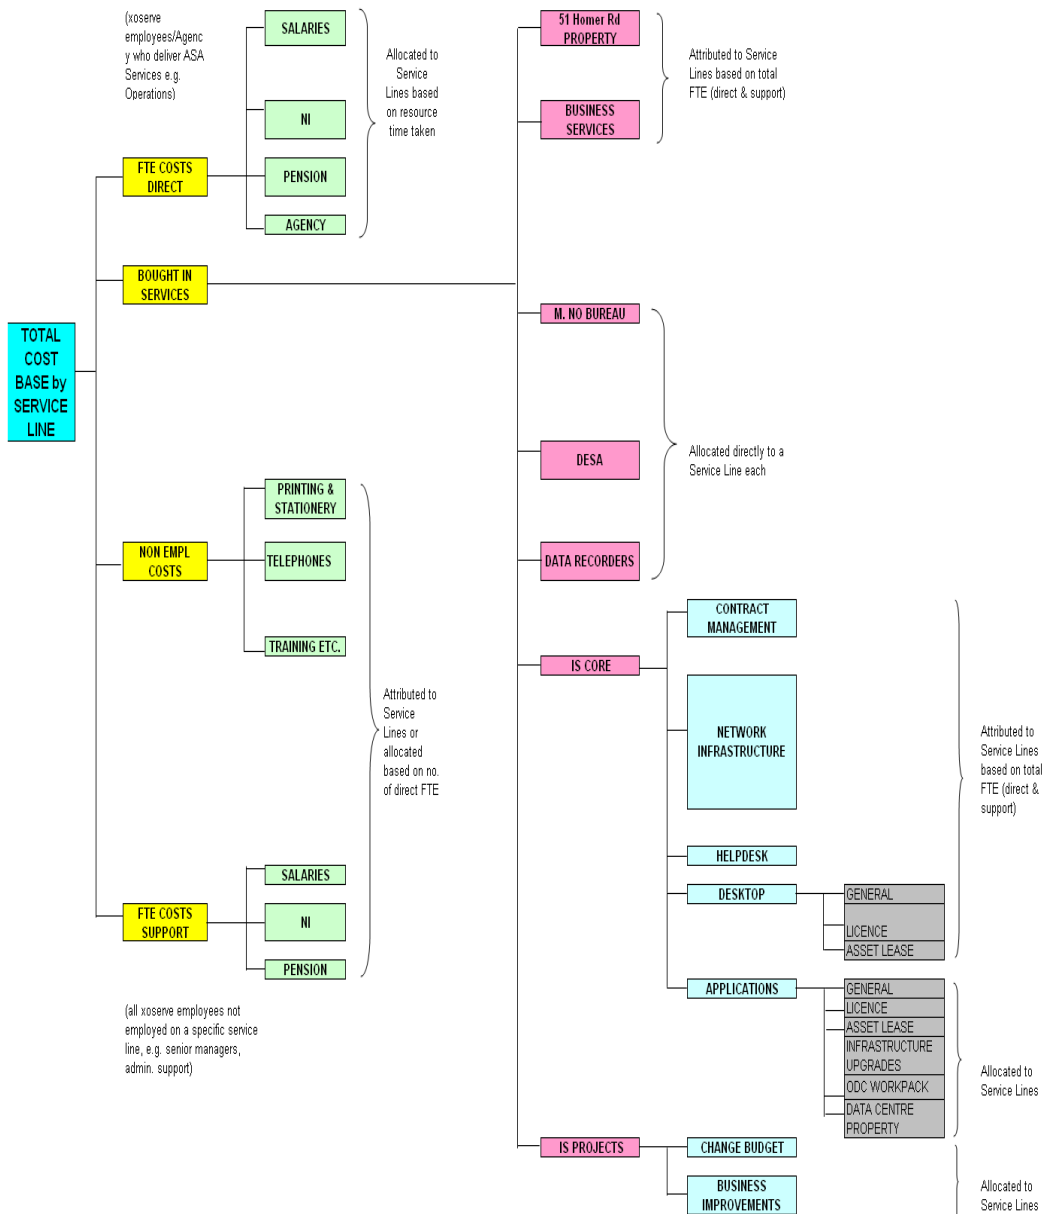 (xoserve
employees/Agenc
y who deliver ASA
Services e.g.
Operations)
SALARIES
NI
PENSION
AGENCY
Allocated to
Service
Lines based
on resource
time taken
FTE COSTS
DIRECT
BOUGHT IN
SERVICES
TOTAL
COST
BASE by
SERVICE
LINE
NON EMPL
COSTS
PRINTING &
STATIONERY
TELEPHONES
TRAINING ETC.
Attributed to
Service
Lines or
allocated
based on no.
of direct FTE
FTE COSTS
SUPPORT
SALARIES
NI
PENSION
(all xoserve employees not
employed on a specific service
line, e.g. senior managers,
admin. support)
51 Homer Rd
PROPERTY
BUSINESS
SERVICES
Attributed to Service
Lines based on total
FTE (direct & support)
M. NO BUREAU
DESA
DATA RECORDERS
Allocated directly to a
Service Line each
IS CORE
CONTRACT
MANAGEMENT
NETWORK
INFRASTRUCTURE
HELPDESK
DESKTOP
GENERAL
LICENCE
ASSET LEASE
Attributed to
Service Lines
based on total
FTE (direct &
support)
APPLICATIONS
GENERAL
LICENCE
ASSET LEASE
INFRASTRUCTURE
UPGRADES
ODC WORKPACK
DATA CENTRE
PROPERTY
Allocated to
Service Lines
IS PROJECTS
CHANGE BUDGET
BUSINESS
IMPROVEMENTS
Allocated to
Service Lines